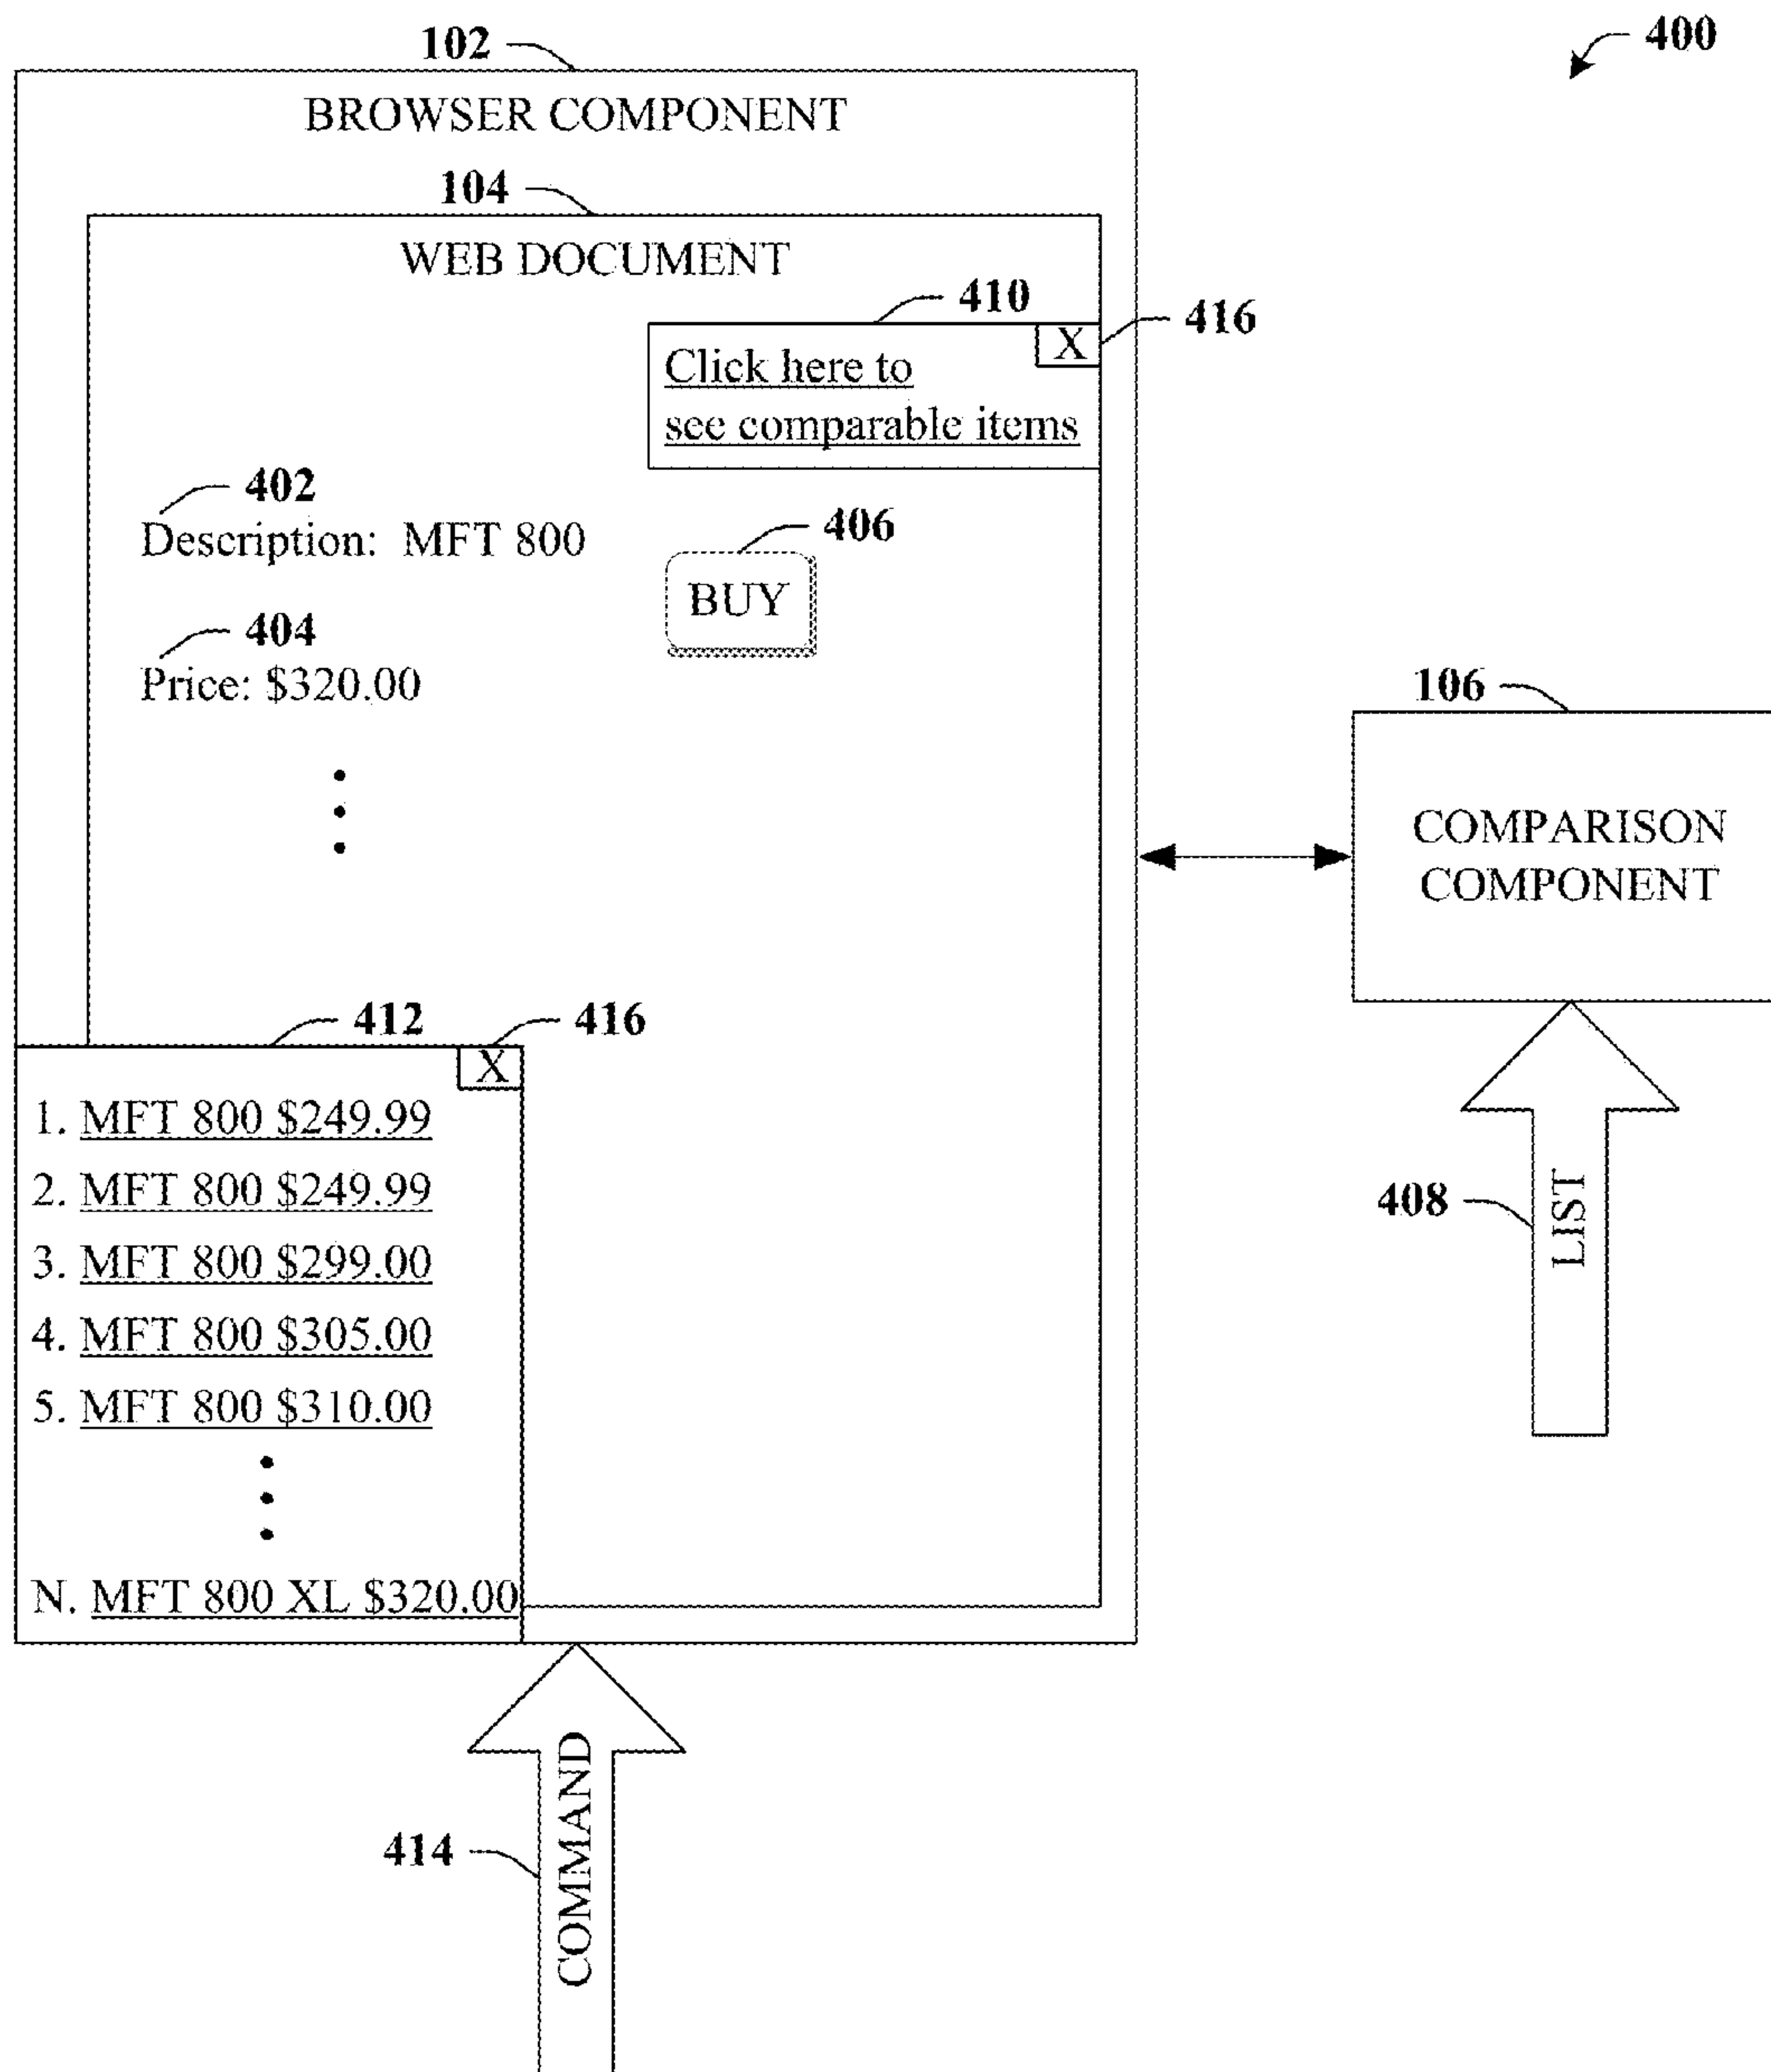 400
102
BROWSER COMPONENT
104
WEB DOCUMENT
410
416
X
Click here to
see comparable items
402
Description: MFT 800
406
BUY
404
Price: $320.00
106
COMPARISON
COMPONENT
408
LIST
412
416
X
1. MFT 800 $249.99
2. MFT 800 $249.99
3. MFT 800 $299.00
4. MFT 800 $305.00
5. MFT 800 $310.00
N. MFT 800 XL $320.00
414
COMMAND